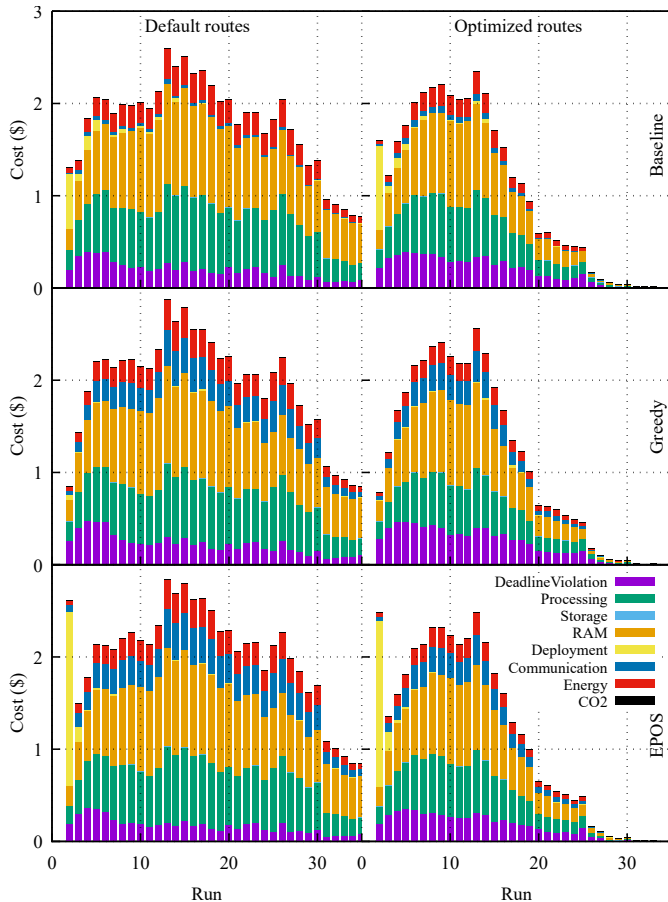 Default routes Optimized routes
3
2
1
0
Cost ($)
Baseline
2
1
0
Cost ($)
Greedy
2
1
0
Cost ($)
EPOS
DeadlineViolation
Processing
Storage
RAM
Deployment
Communication
Energy
CO2
0 10 20 30 0 10 20 30
Run Run